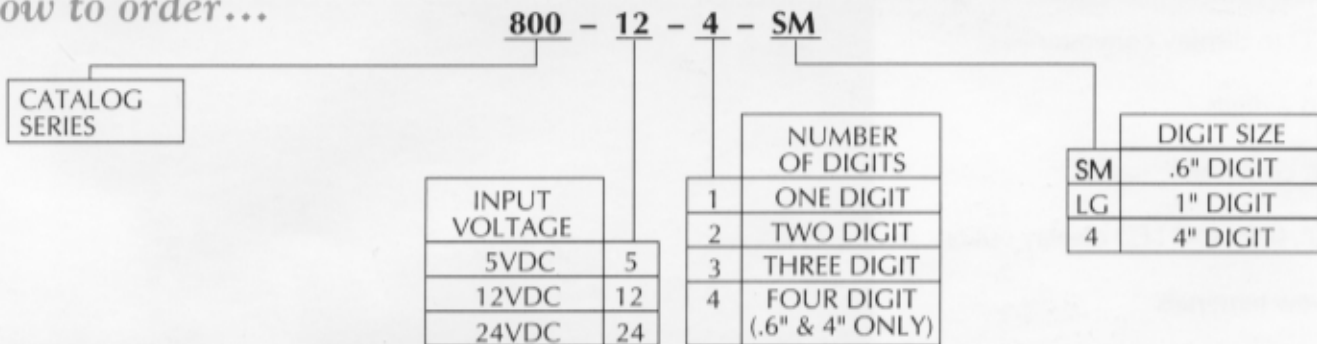 ow to order...
800 - 12 - 4 - SM
CATALOG
SERIES
INPUT
VOLTAGE
5VDC 5
12VDC 12
24VDC 24
NUMBER
OF DIGITS
1 ONE DIGIT
2 TWO DIGIT
3 THREE DIGIT
4 FOUR DIGIT
(.6" & 4" ONLY)
DIGIT SIZE
SM .6" DIGIT
LG 1" DIGIT
4 4" DIGIT